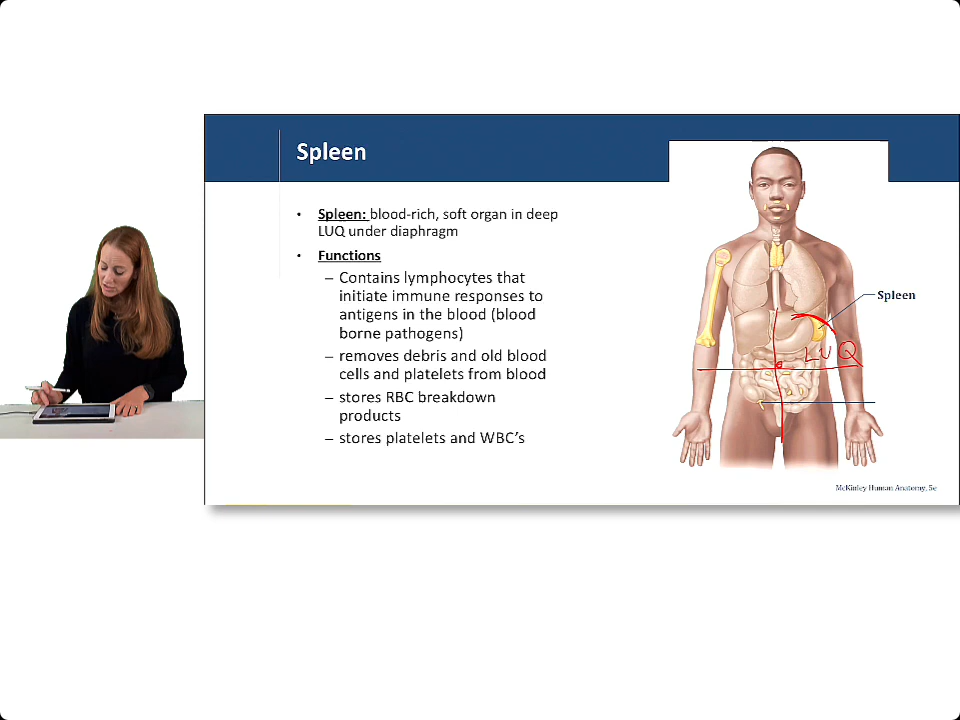 Spleen
• Spleen: blood-rich, soft organ in deep
LUQ under diaphragm
• Functions
– Contains lymphocytes that
initiate immune responses to
antigens in the blood (blood
borne pathogens)
– removes debris and old blood
cells and platelets from blood
– stores RBC breakdown
products
– stores platelets and WBC's
Spleen
LUQ
McKinley Human Anatomy, 5e